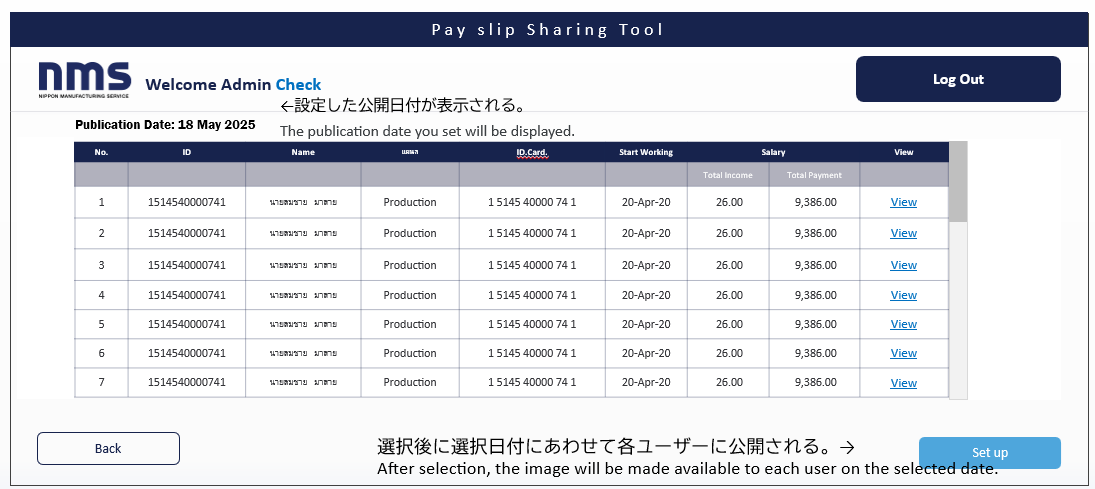 Pay slip Sharing Tool
nms
NIPPON MANUFACTURING SERVICE
Welcome Admin Check
Log Out
←設定した公開日付が表示される。
Publication Date: 18 May 2025
The publication date you set will be displayed.
No. ID Name แผนก ID.Card. Start Working Salary View
Total Income Total Payment
1 1514540000741 นายสมชาย มาสาย Production 1 5145 40000 74 1 20-Apr-20 26.00 9,386.00 View
2 1514540000741 นายสมชาย มาสาย Production 1 5145 40000 74 1 20-Apr-20 26.00 9,386.00 View
3 1514540000741 นายสมชาย มาสาย Production 1 5145 40000 74 1 20-Apr-20 26.00 9,386.00 View
4 1514540000741 นายสมชาย มาสาย Production 1 5145 40000 74 1 20-Apr-20 26.00 9,386.00 View
5 1514540000741 นายสมชาย มาสาย Production 1 5145 40000 74 1 20-Apr-20 26.00 9,386.00 View
6 1514540000741 นายสมชาย มาสาย Production 1 5145 40000 74 1 20-Apr-20 26.00 9,386.00 View
7 1514540000741 นายสมชาย มาสาย Production 1 5145 40000 74 1 20-Apr-20 26.00 9,386.00 View
Back
選択後に選択日付にあわせて各ユーザーに公開される。→
Set up
After selection, the image will be made available to each user on the selected date.